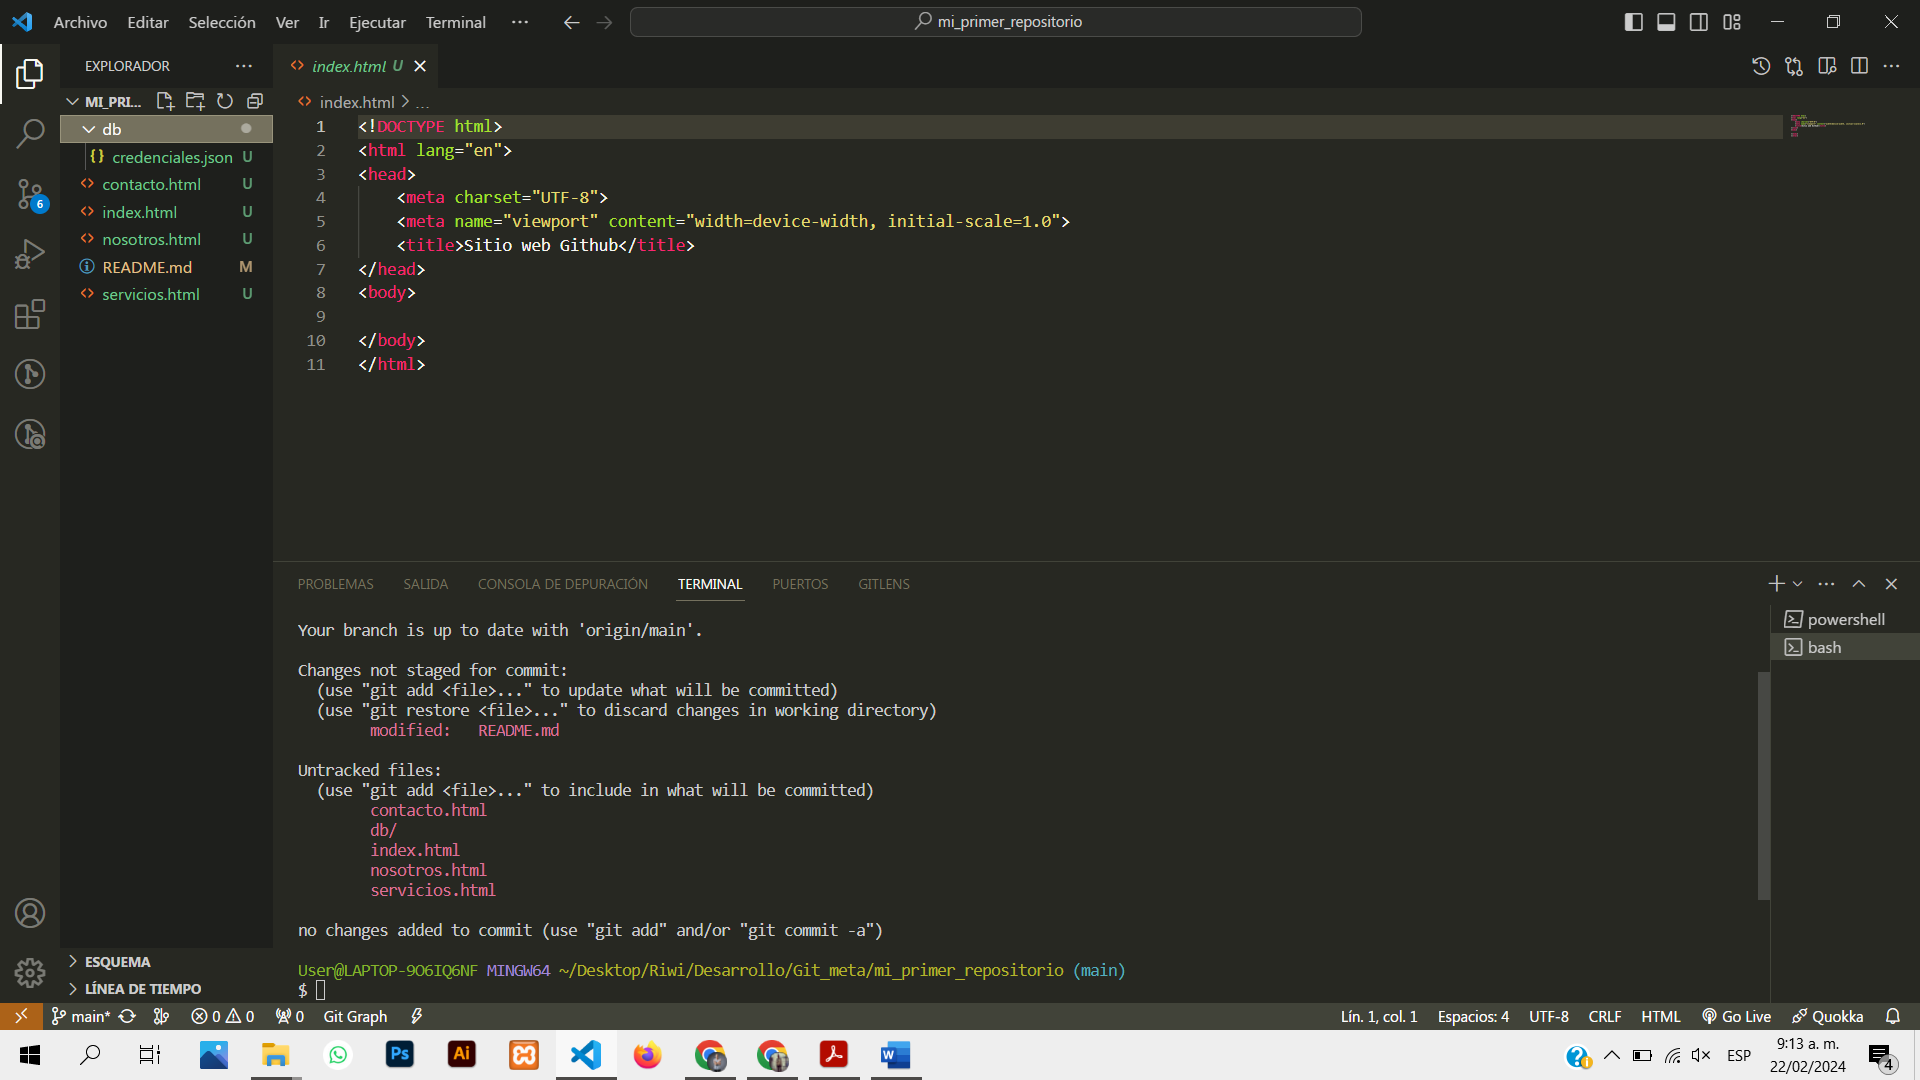 Archivo Editar Selección Ver Ir Ejecutar Terminal ··· mi_primer_repositorio
EXPLORADOR ···
index.html U
MI_PRI...
index.html > ...
db
{} credenciales.json U
contacto.html U
index.html U
nosotros.html U
README.md M
servicios.html U
1 <!DOCTYPE html>
2 <html lang="en">
3 <head>
4 <meta charset="UTF-8">
5 <meta name="viewport" content="width=device-width, initial-scale=1.0">
6 <title>Sitio web Github</title>
7 </head>
8 <body>
9
10 </body>
11 </html>
6
PROBLEMAS SALIDA CONSOLA DE DEPURACIÓN TERMINAL PUERTOS GITLENS
powershell
bash
Your branch is up to date with 'origin/main'.
Changes not staged for commit:
(use "git add <file>..." to update what will be committed)
(use "git restore <file>..." to discard changes in working directory)
modified: README.md
Untracked files:
(use "git add <file>..." to include in what will be committed)
contacto.html
db/
index.html
nosotros.html
servicios.html
no changes added to commit (use "git add" and/or "git commit -a")
User@LAPTOP-9O6IQ6NF MINGW64 ~/Desktop/Riwi/Desarrollo/Git_meta/mi_primer_repositorio (main)
$
ESQUEMA
LÍNEA DE TIEMPO
main* 0 0 0 Git Graph Lín. 1, col. 1 Espacios: 4 UTF-8 CRLF HTML Go Live Quokka
Ps Ai W ESP
9:13 a. m.
22/02/2024
4